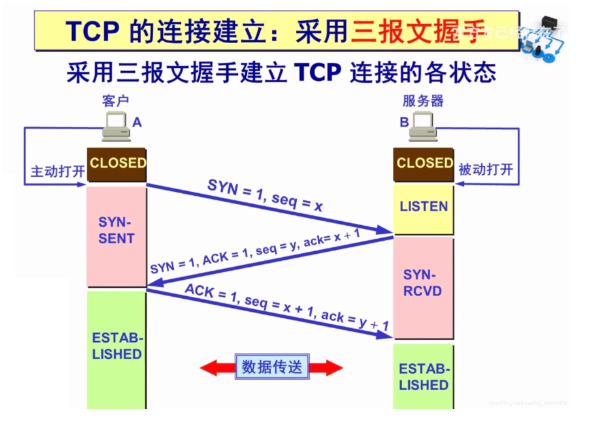 TCP 的连接建立：采用三报文握手
采用三报文握手建立 TCP 连接的各状态
客户
服务器
A
B
CLOSED
CLOSED
主动打开
被动打开
SYN = 1, seq = x
LISTEN
SYN-
SENT
SYN = 1, ACK = 1, seq = y, ack= x + 1
SYN-
RCVD
ACK = 1, seq = x + 1, ack = y + 1
ESTAB-
LISHED
数据传送
ESTAB-
LISHED